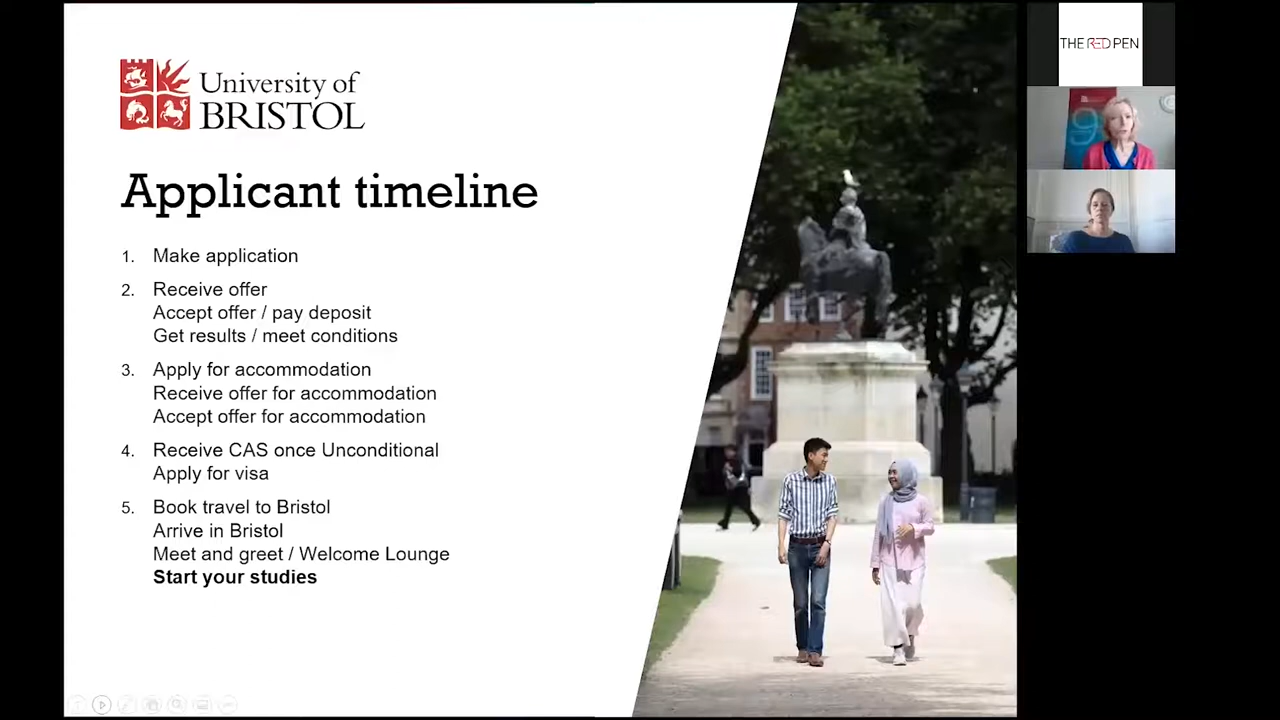 University of
BRISTOL
Applicant timeline
1. Make application
2. Receive offer
Accept offer / pay deposit
Get results / meet conditions
3. Apply for accommodation
Receive offer for accommodation
Accept offer for accommodation
4. Receive CAS once Unconditional
Apply for visa
5. Book travel to Bristol
Arrive in Bristol
Meet and greet / Welcome Lounge
Start your studies
THE RED PEN
9